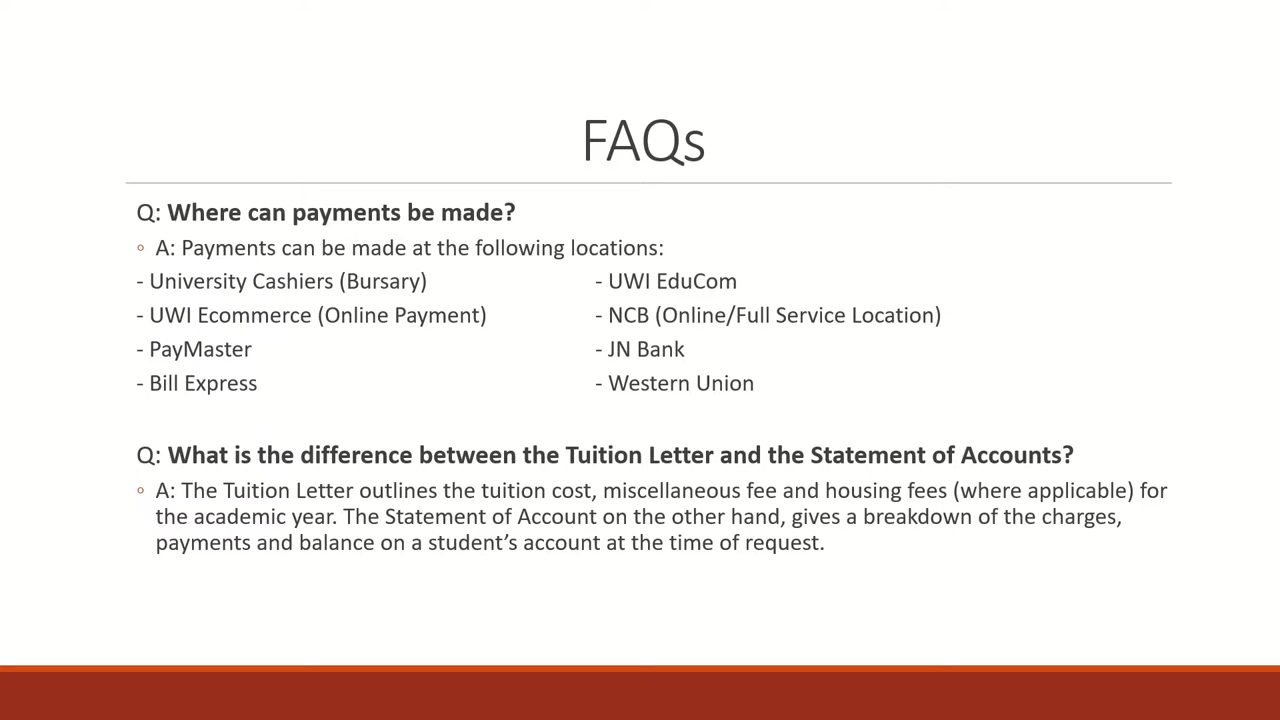 FAQs
Q: Where can payments be made?
◦ A: Payments can be made at the following locations:
- University Cashiers (Bursary) - UWI EduCom
- UWI Ecommerce (Online Payment) - NCB (Online/Full Service Location)
- PayMaster - JN Bank
- Bill Express - Western Union
Q: What is the difference between the Tuition Letter and the Statement of Accounts?
◦ A: The Tuition Letter outlines the tuition cost, miscellaneous fee and housing fees (where applicable) for
the academic year. The Statement of Account on the other hand, gives a breakdown of the charges,
payments and balance on a student’s account at the time of request.